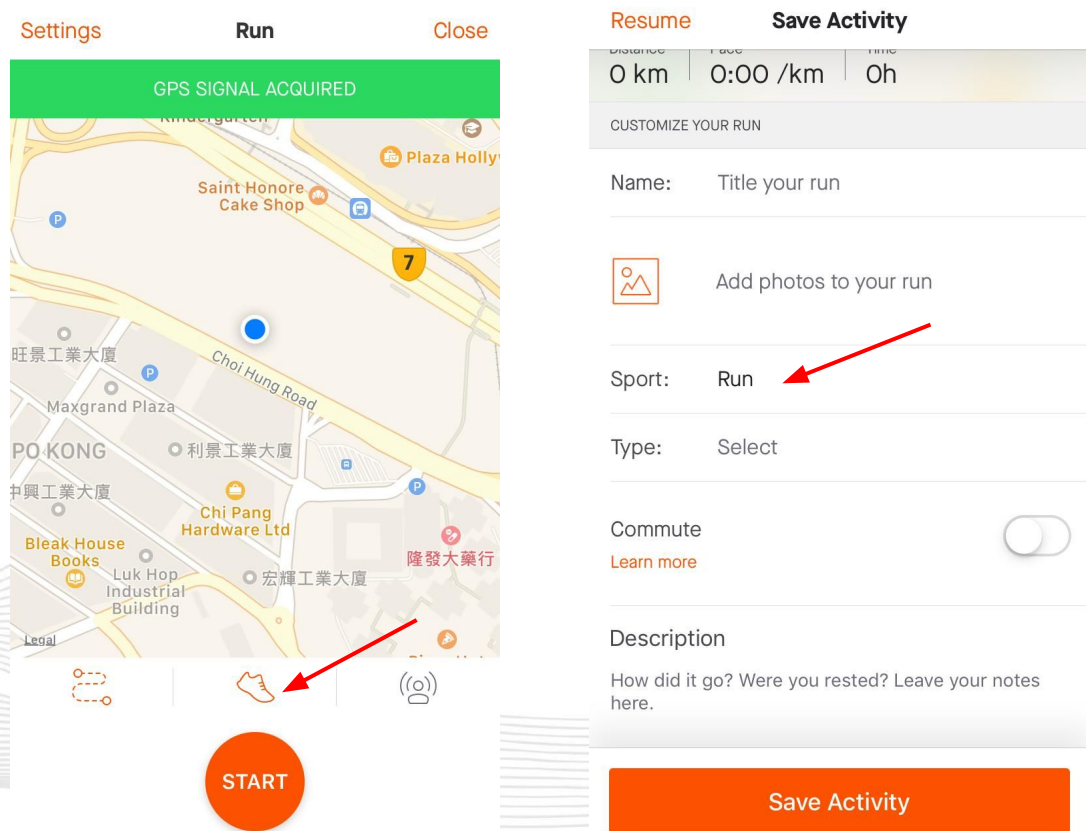 Settings
Run
Close
GPS SIGNAL ACQUIRED
Kindergarten
Plaza Holly
Saint Honore
Cake Shop
P
7
旺景工業大廈
P
Choi Hung Road
Maxgrand Plaza
PO KONG
利景工業大廈
中興工業大廈
P
Chi Pang
Hardware Ltd
Bleak House
Books
隆發大藥行
Luk Hop
Industrial
Building
宏輝工業大廈
Legal
START
Resume
Save Activity
Distance
Pace
Time
0 km
0:00 /km
0h
CUSTOMIZE YOUR RUN
Name:
Title your run
Add photos to your run
Sport:
Run
Type:
Select
Commute
Learn more
Description
How did it go? Were you rested? Leave your notes
here.
Save Activity